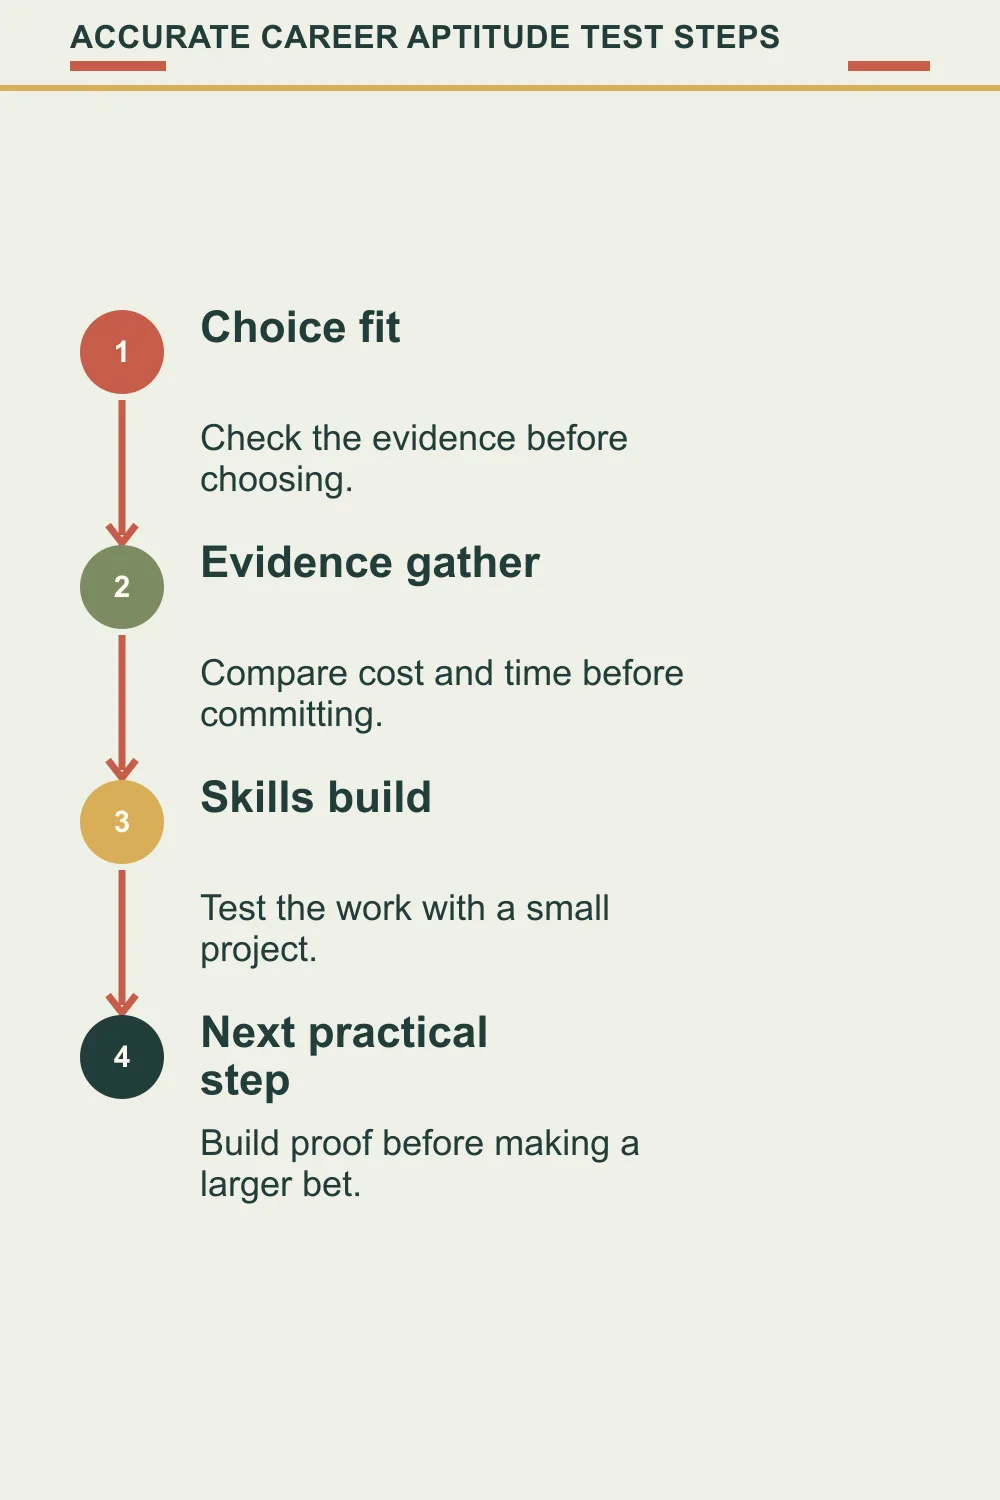 ACCURATE CAREER APTITUDE TEST STEPS
1
Choice fit
Check the evidence before
choosing.
2
Evidence gather
Compare cost and time before
committing.
3
Skills build
Test the work with a small
project.
4
Next practical
step
Build proof before making a
larger bet.